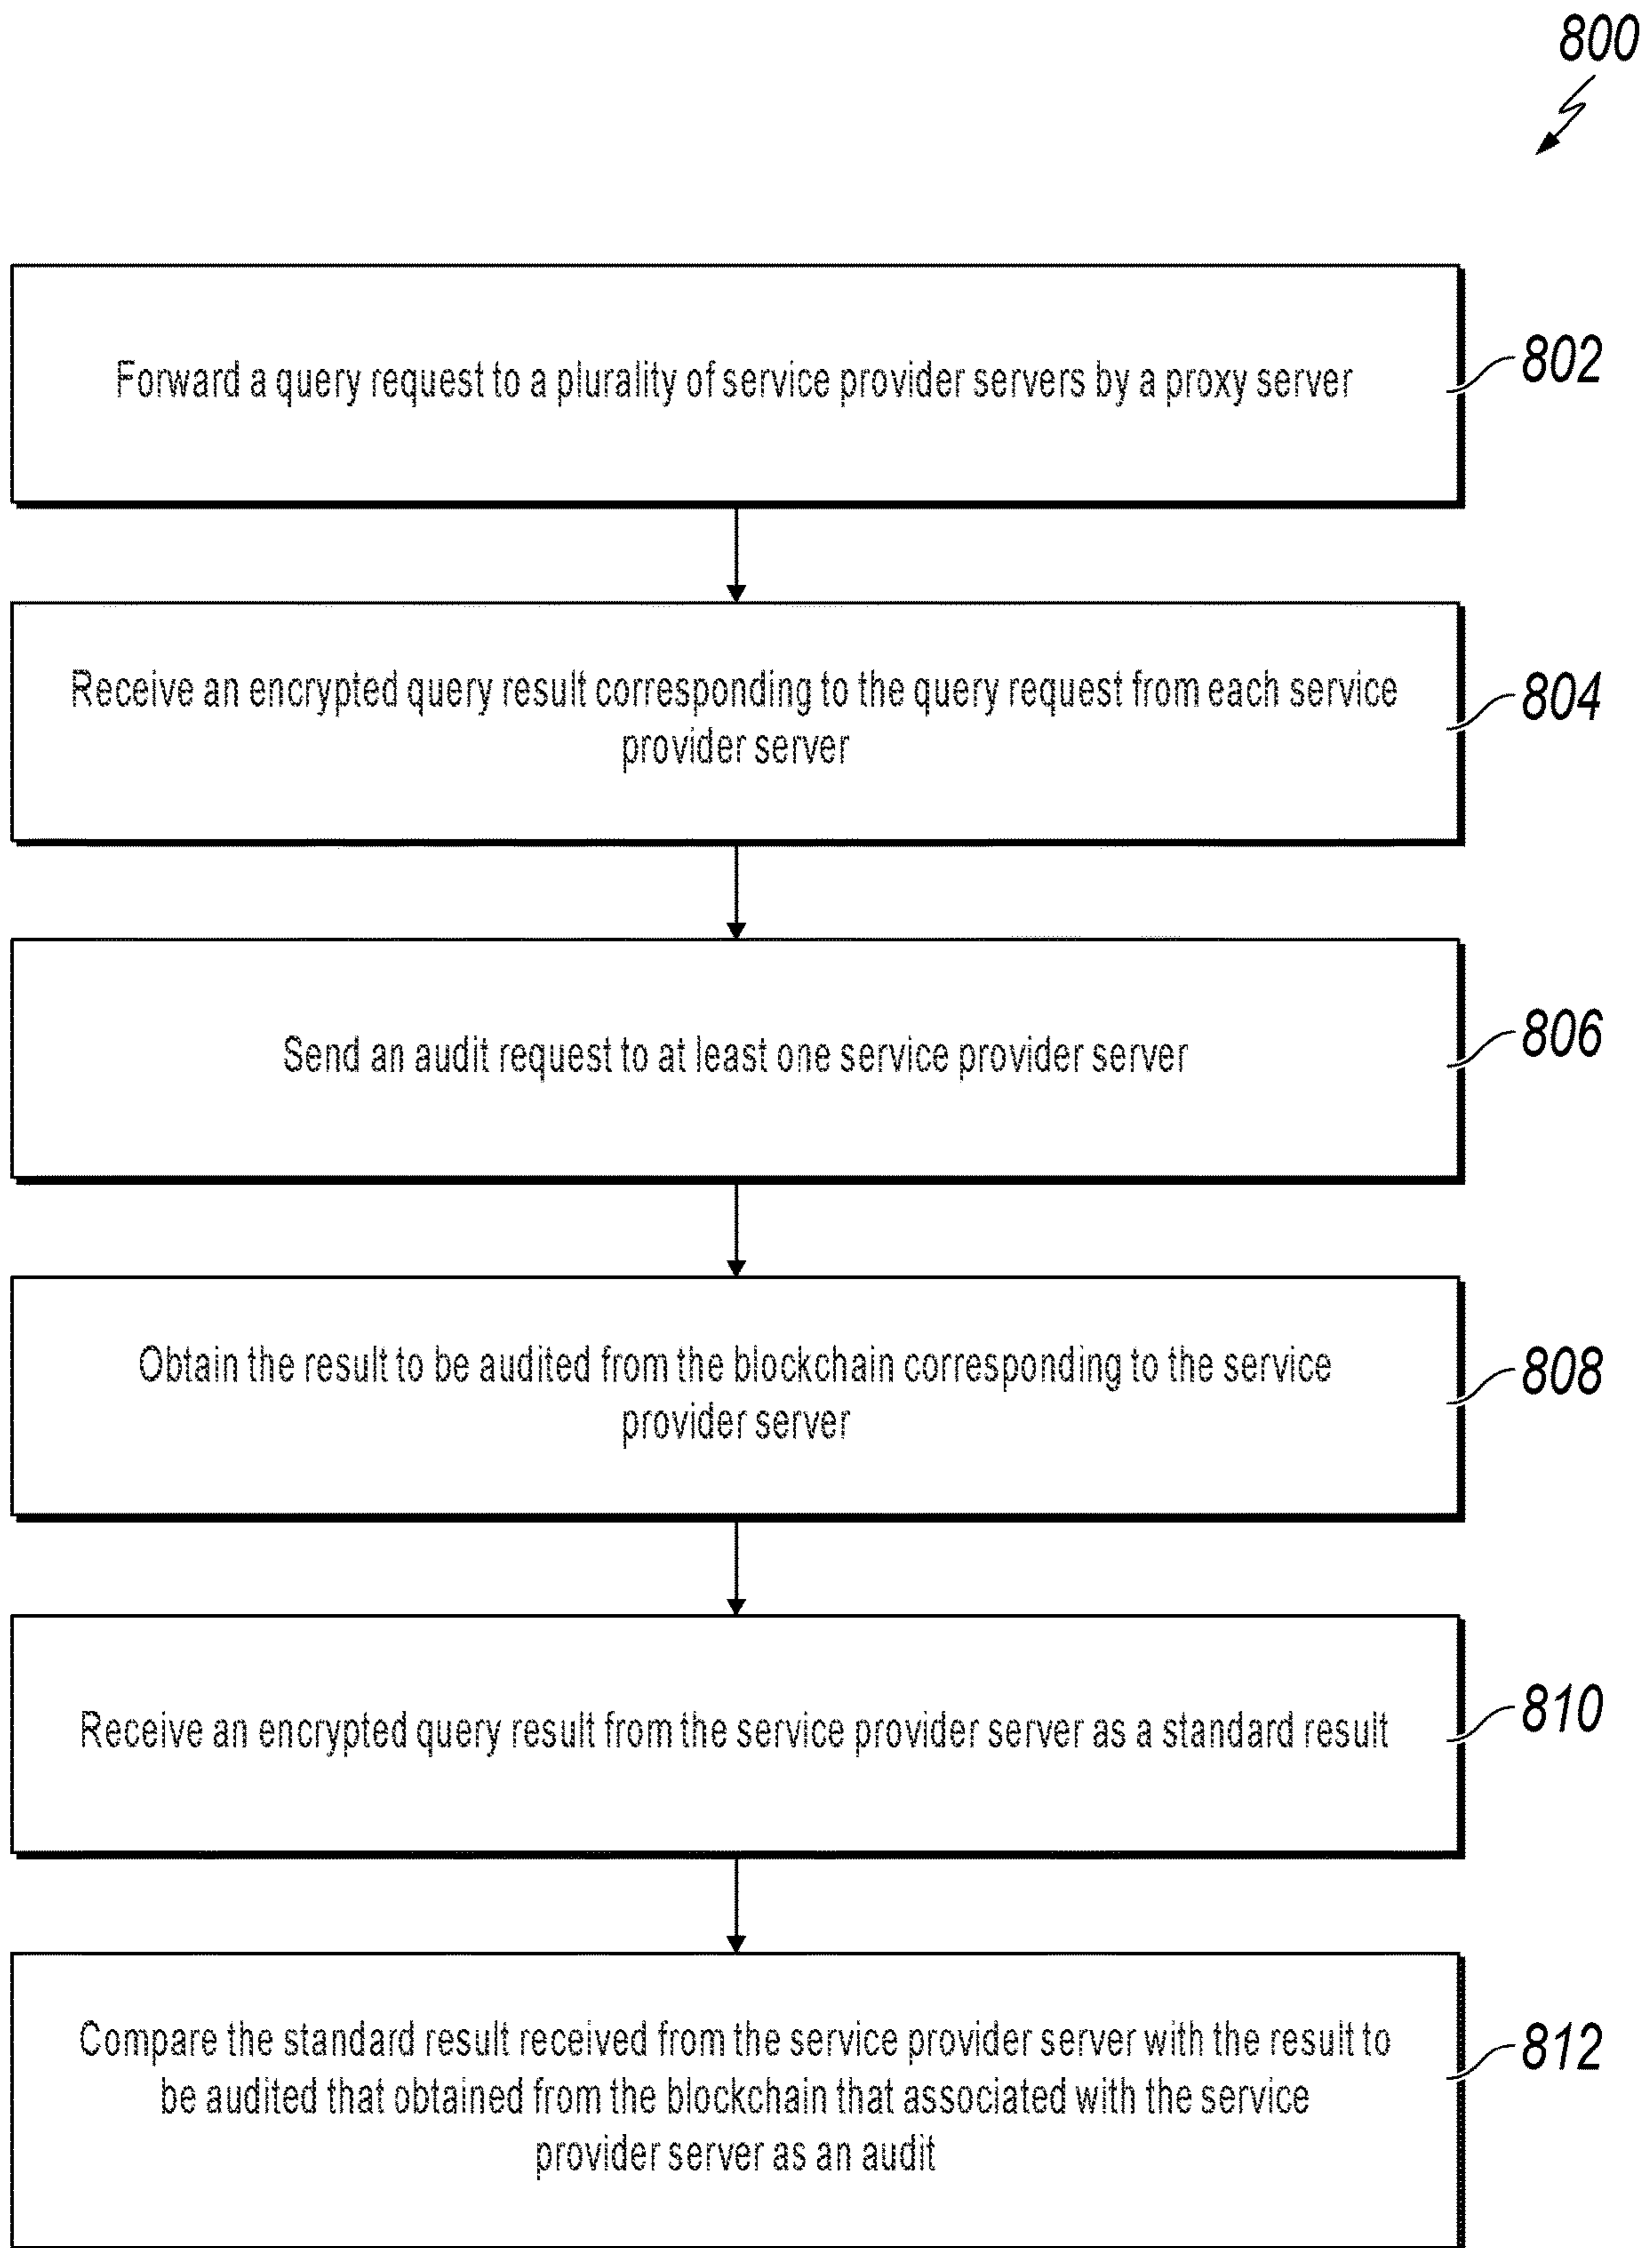 800
Forward a query request to a plurality of service provider servers by a proxy server
802
Receive an encrypted query result corresponding to the query request from each service
provider server
804
Send an audit request to at least one service provider server
806
Obtain the result to be audited from the blockchain corresponding to the service
provider server
808
Receive an encrypted query result from the service provider server as a standard result
810
Compare the standard result received from the service provider server with the result to
be audited that obtained from the blockchain that associated with the service
provider server as an audit
812